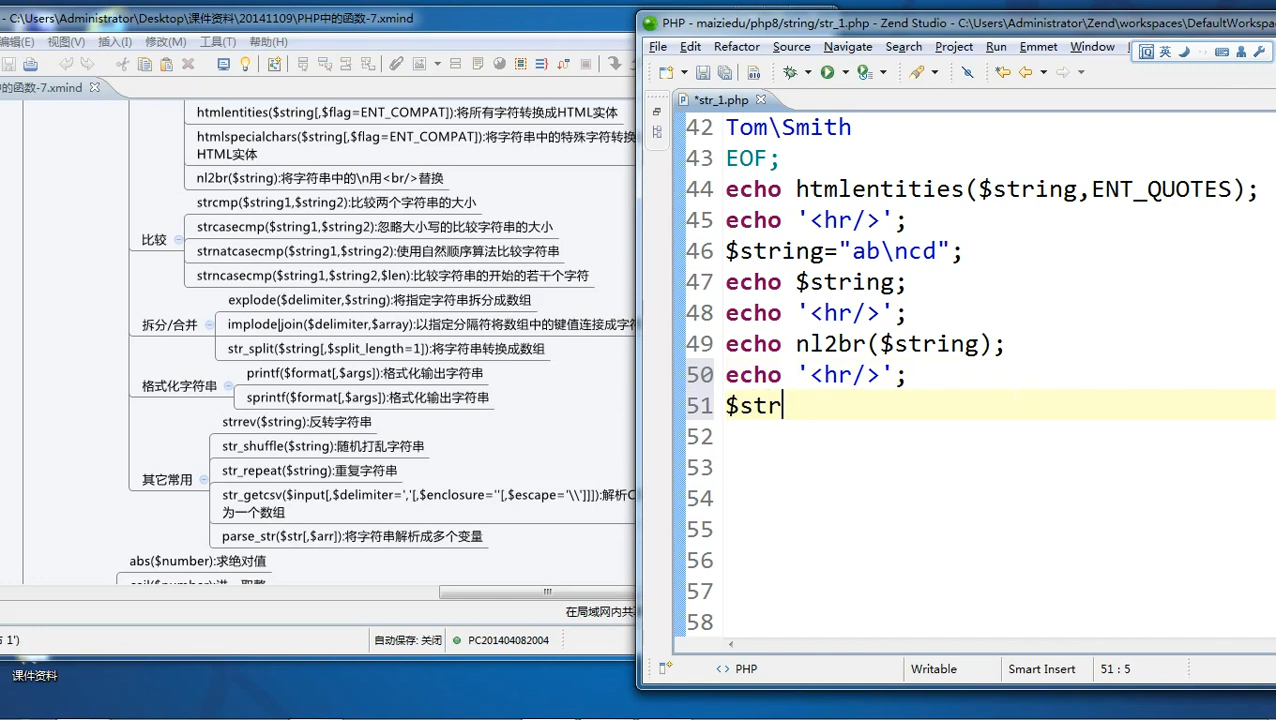 - C:\Users\Administrator\Desktop\课件资料\20141109\PHP中的函数-7.xmind
编辑(E) 视图(V) 插入(I) 修改(M) 工具(T) 帮助(H)
的函数-7.xmind
htmlentities($string[,$flag=ENT_COMPAT):将所有字符转换成HTML实体
htmlspecialchars($string[,$flag=ENT_COMPAT):将字符串中的特殊字符转换
HTML实体
nl2br($string):将字符串中的\n用<br/>替换
strcmp($string1,$string2):比较两个字符串的大小
比较
strcasecmp($string1,$string2):忽略大小写的比较字符串的大小
strnatcasecmp($string1,$string2):使用自然顺序算法比较字符串
strncasecmp($string1,$string2,$len):比较字符串的开始的若干个字符
explode($delimiter,$string):将指定字符串拆分成数组
拆分/合并
implode|join($delimiter,$array):以指定分隔符将数组中的键值连接成字符
str_split($string[,$split_length=1]):将字符串转换成数组
printf($format[,$args]):格式化输出字符串
格式化字符串
sprintf($format[,$args]):格式化输出字符串
strrev($string):反转字符串
str_shuffle($string):随机打乱字符串
str_repeat($string):重复字符串
其它常用
str_getcsv($input[,$delimiter=','[,$enclosure=''[,$escape='\\']]]):解析C
为一个数组
parse_str($str[,$arr]):将字符串解析成多个变量
abs($number):求绝对值
在局域网内共
节 1')
自动保存: 关闭
PC201404082004
课件资料
PHP - maiziedu/php8/string/str_1.php - Zend Studio - C:\Users\Administrator\Zend\workspaces\DefaultWorkspa
File Edit Refactor Source Navigate Search Project Run Emmet Window
英
*str_1.php
42 Tom\Smith
43 EOF;
44 echo htmlentities($string,ENT_QUOTES);
45 echo '<hr/>';
46 $string="ab\ncd";
47 echo $string;
48 echo '<hr/>';
49 echo nl2br($string);
50 echo '<hr/>';
51 $str
52
53
54
55
56
57
58
PHP
Writable
Smart Insert
51 : 5